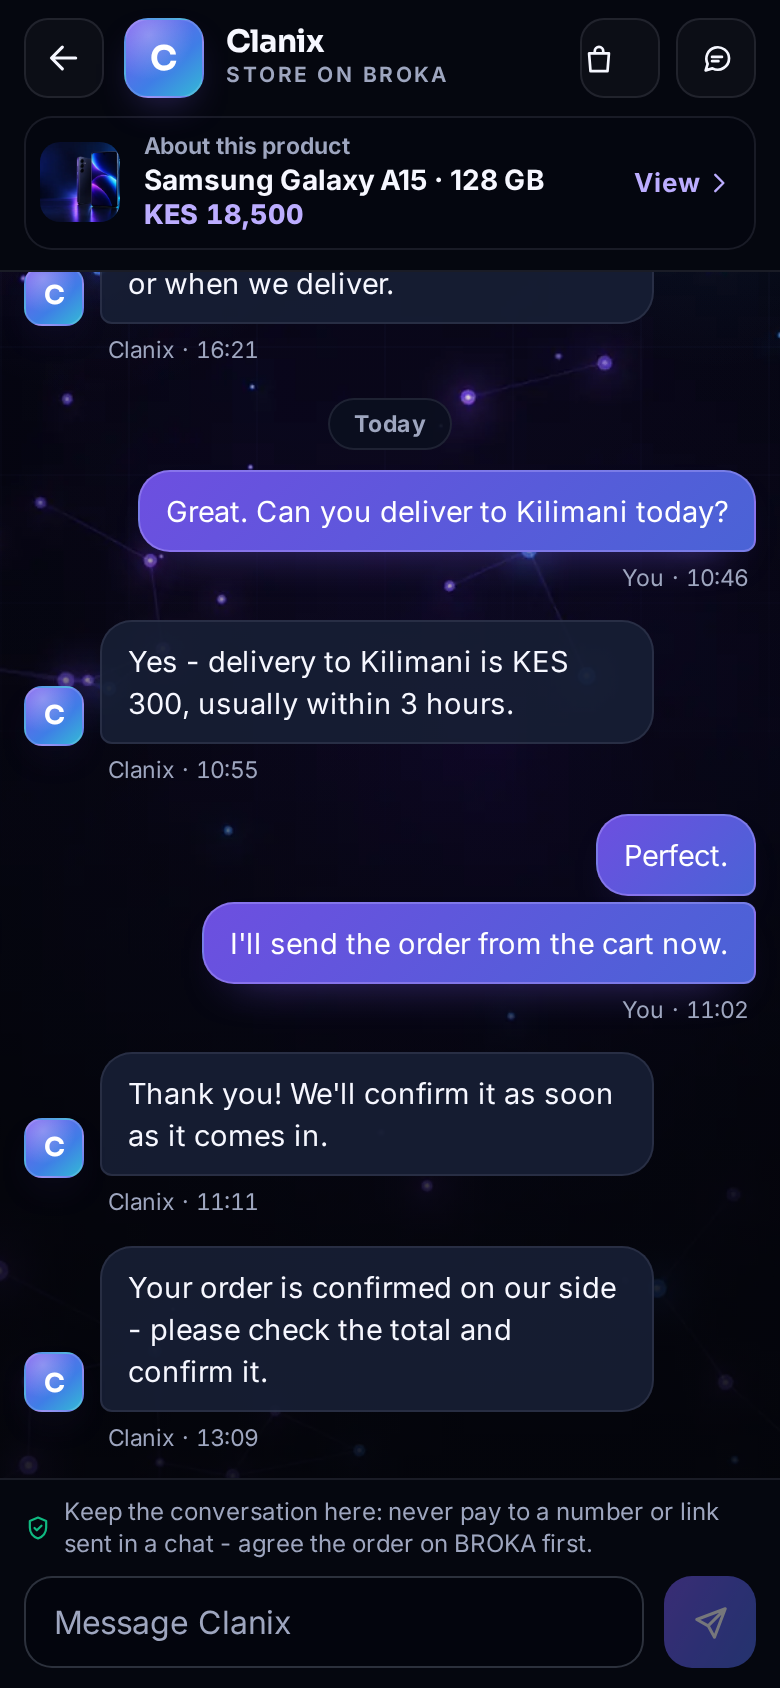 C
Clanix
STORE ON BROKA
About this product
Samsung Galaxy A15 · 128 GB
KES 18,500
View
or when we deliver.
C
Clanix · 16:21
Today
Great. Can you deliver to Kilimani today?
You · 10:46
Yes - delivery to Kilimani is KES
300, usually within 3 hours.
C
Clanix · 10:55
Perfect.
I'll send the order from the cart now.
You · 11:02
Thank you! We'll confirm it as soon
as it comes in.
C
Clanix · 11:11
Your order is confirmed on our side
- please check the total and
confirm it.
C
Clanix · 13:09
Keep the conversation here: never pay to a number or link
sent in a chat - agree the order on BROKA first.
Message Clanix